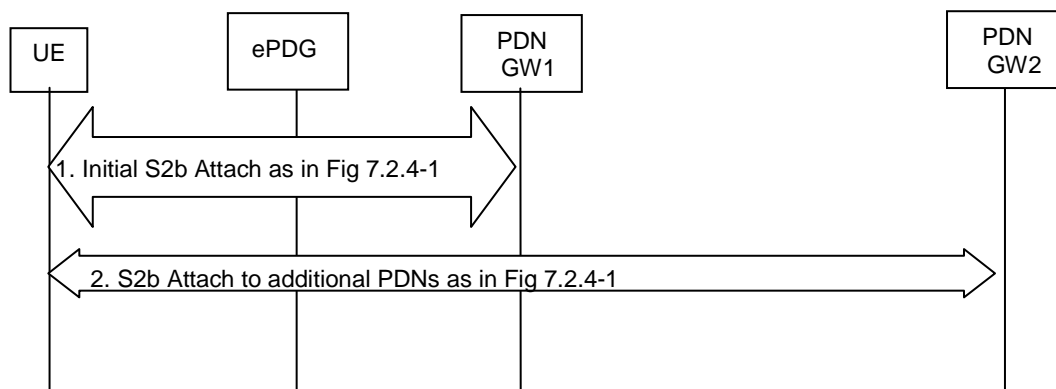 UE
ePDG
PDN
GW1
PDN
GW2
1. Initial S2b Attach as in Fig 7.2.4-1
2. S2b Attach to additional PDNs as in Fig 7.2.4-1